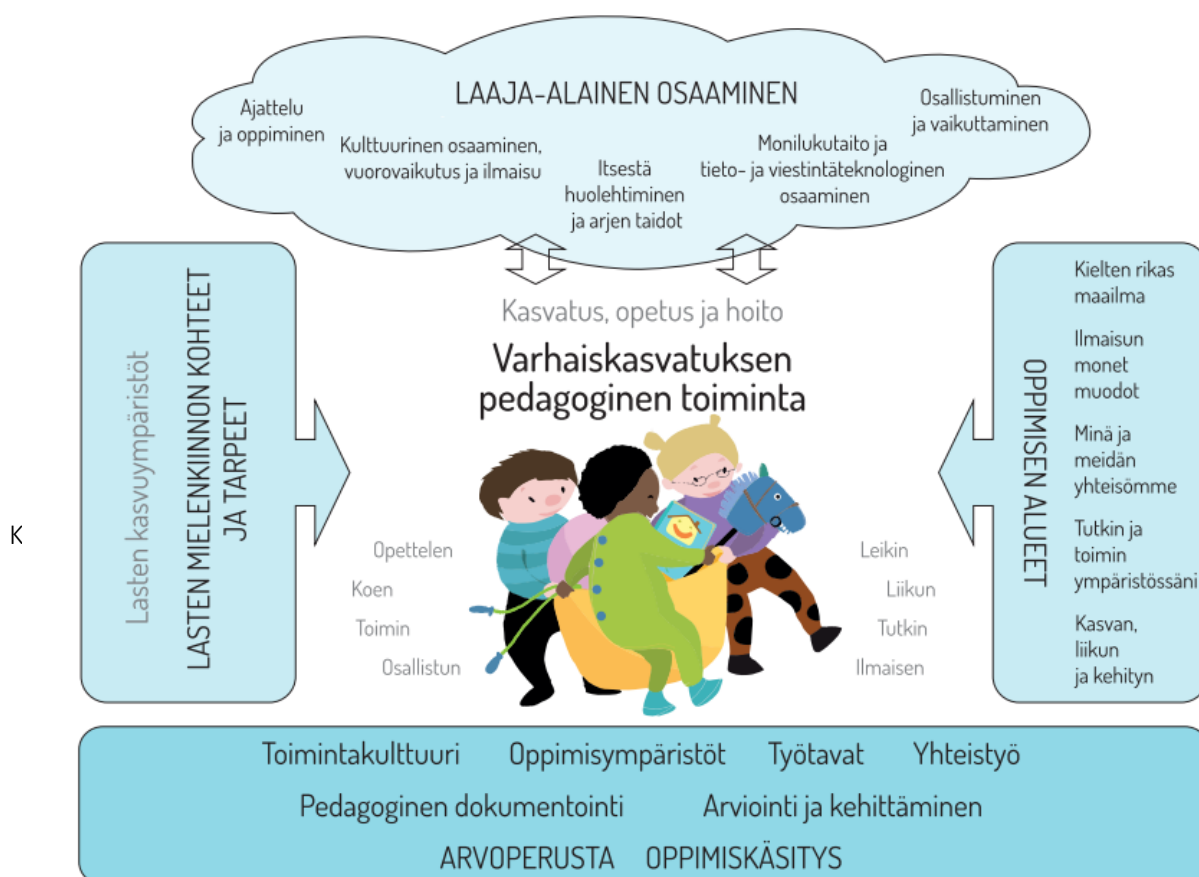 LAAJA-ALAINEN OSAAMINEN
Ajattelu
ja oppiminen
Kulttuurinen osaaminen,
vuorovaikutus ja ilmaisu
Itsestä
huolehtiminen
ja arjen taidot
Monilukutaito ja
tieto- ja viestintäteknologinen
osaaminen
Osallistuminen
ja vaikuttaminen
Lasten kasvuympäristöt
LASTEN MIELENKIINNON KOHTEET
JA TARPEET
K
Kasvatus, opetus ja hoito
Varhaiskasvatuksen
pedagoginen toiminta
Opettelen
Koen
Toimin
Osallistun
Leikin
Liikun
Tutkin
Ilmaisen
OPPIMISEN ALUEET
Kielten rikas
maailma
Ilmaisun
monet
muodot
Minä ja
meidän
yhteisömme
Tutkin ja
toimin
ympäristössäni
Kasvan,
liikun
ja kehityn
Toimintakulttuuri Oppimisympäristöt Työtavat Yhteistyö
Pedagoginen dokumentointi Arviointi ja kehittäminen
ARVOPERUSTA OPPIMISKÄSITYS